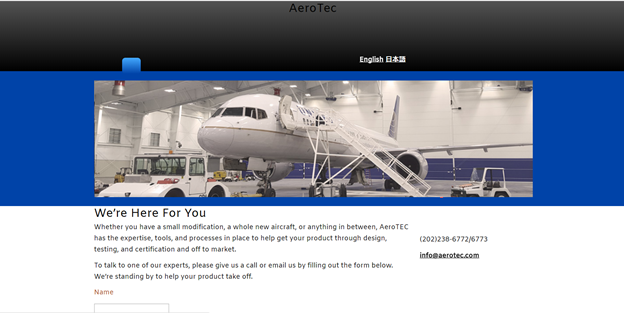 AeroTec
English 日本語
We're Here For You
Whether you have a small modification, a whole new aircraft, or anything in between, AeroTEC
has the expertise, tools, and processes in place to help get your product through design,
testing, and certification and off to market.
To talk to one of our experts, please give us a call or email us by filling out the form below.
We're standing by to help your product take off.
Name
(202)238-6772/6773
info@aerotec.com